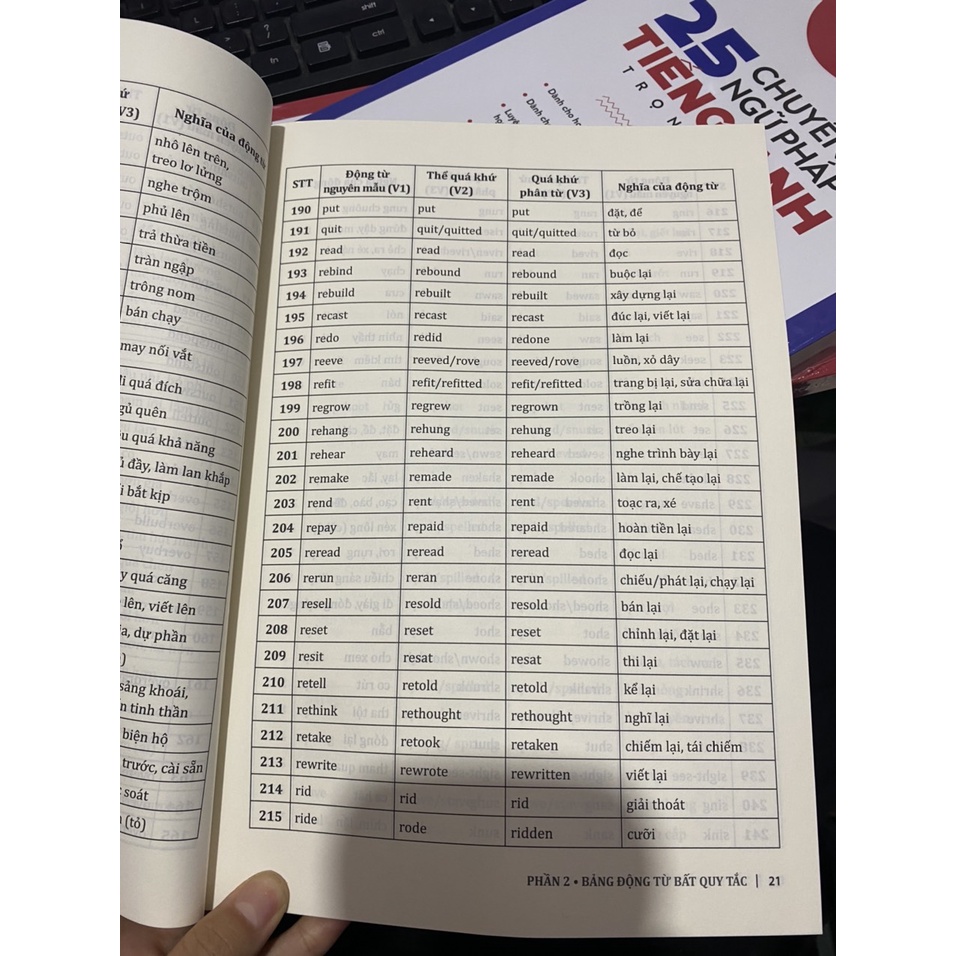 shift
ctrl
fn
25 CHUYÊN
NGỮ PHÁP
TIẾNG ANH
Dành cho
Luyện
V3)
Nghĩa của động từ
nhô lên trên,
treo lơ lửng
nghe trộm
phủ lên
trả thừa tiền
tràn ngập
trông nom
bán chạy
may nối vắt
đi quá đích
ngủ quên
quá khả năng
đầy, làm lan khắp
bắt kịp
quá căng
lên, viết lên
dự phần
sảng khoái,
tinh thần
biện hộ
trước, cài sẵn
soát
(tỏ)
STT Động từ nguyên mẫu (V1) Thể quá khứ (V2) Quá khứ phân từ (V3) Nghĩa của động từ
190 put put put đặt, để
191 quit quit/quitted quit/quitted từ bỏ
192 read read read đọc
193 rebind rebound rebound buộc lại
194 rebuild rebuilt rebuilt xây dựng lại
195 recast recast recast đúc lại, viết lại
196 redo redid redone làm lại
197 reeve reeved/rove reeved/rove luồn, xỏ dây
198 refit refit/refitted refit/refitted trang bị lại, sửa chữa lại
199 regrow regrew regrown trồng lại
200 rehang rehung rehung treo lại
201 rehear reheard reheard nghe trình bày lại
202 remake remade remade làm lại, chế tạo lại
203 rend rent rent toạc ra, xé
204 repay repaid repaid hoàn tiền lại
205 reread reread reread đọc lại
206 rerun reran rerun chiếu/phát lại, chạy lại
207 resell resold resold bán lại
208 reset reset reset chỉnh lại, đặt lại
209 resit resat resat thi lại
210 retell retold retold kể lại
211 rethink rethought rethought nghĩ lại
212 retake retook retaken chiếm lại, tái chiếm
213 rewrite rewrote rewritten viết lại
214 rid rid rid giải thoát
215 ride rode ridden cưỡi
PHẦN 2 • BẢNG ĐỘNG TỪ BẤT QUY TẮC | 21